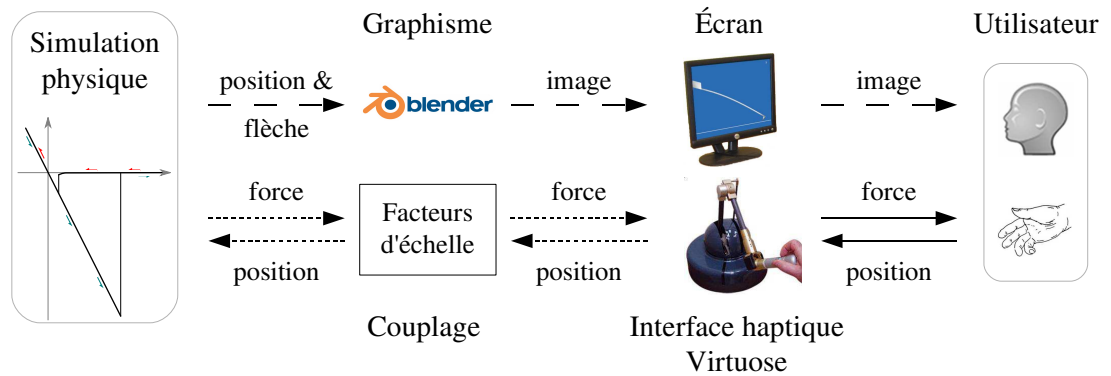 Simulation
physique
Graphisme
Écran
Utilisateur
position &
flèche
blender
image
image
force
position
Facteurs
d'échelle
force
position
force
position
Couplage
Interface haptique
Virtuose